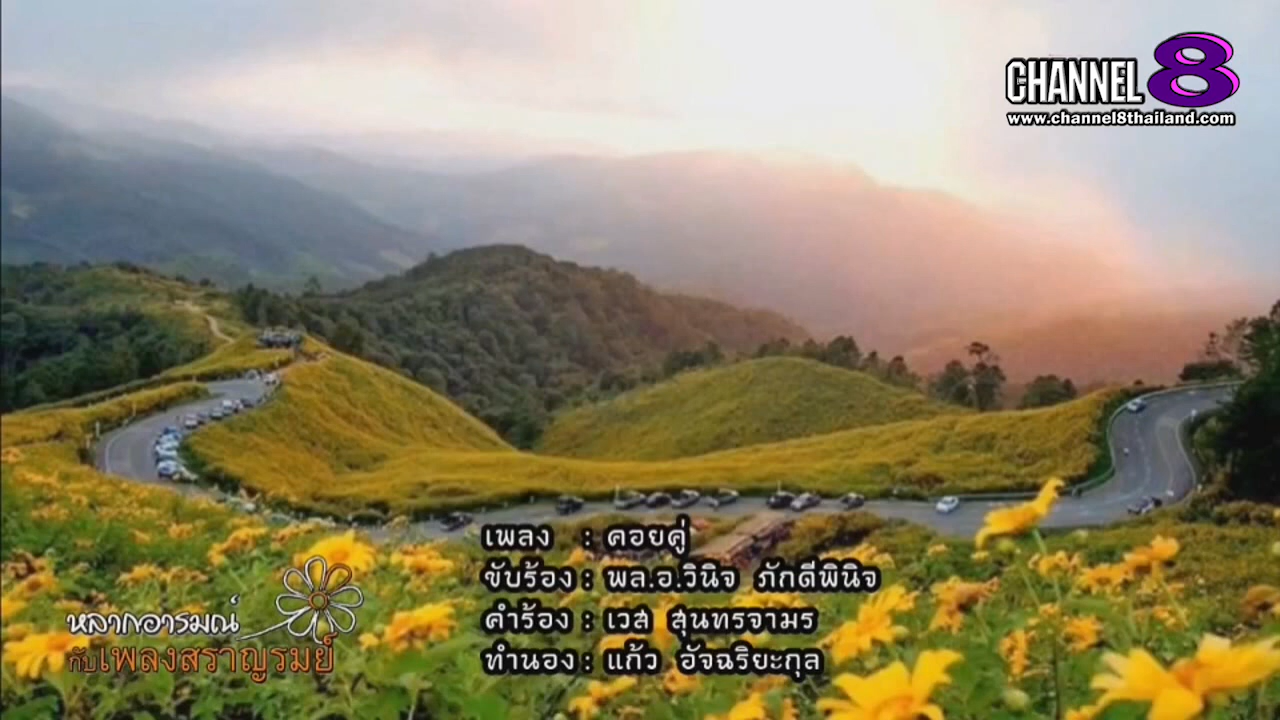 CHANNEL 8
www.channel8thailand.com
เพลง : คอยคู่
ขับร้อง : พล.อ.วินิจ ภักดีพินิจ
คำร้อง : เวส สุนทรจามร
ทำนอง : แก้ว อัจฉริยะกุล
หลากอารมณ์
กับเพลงสราญรมย์